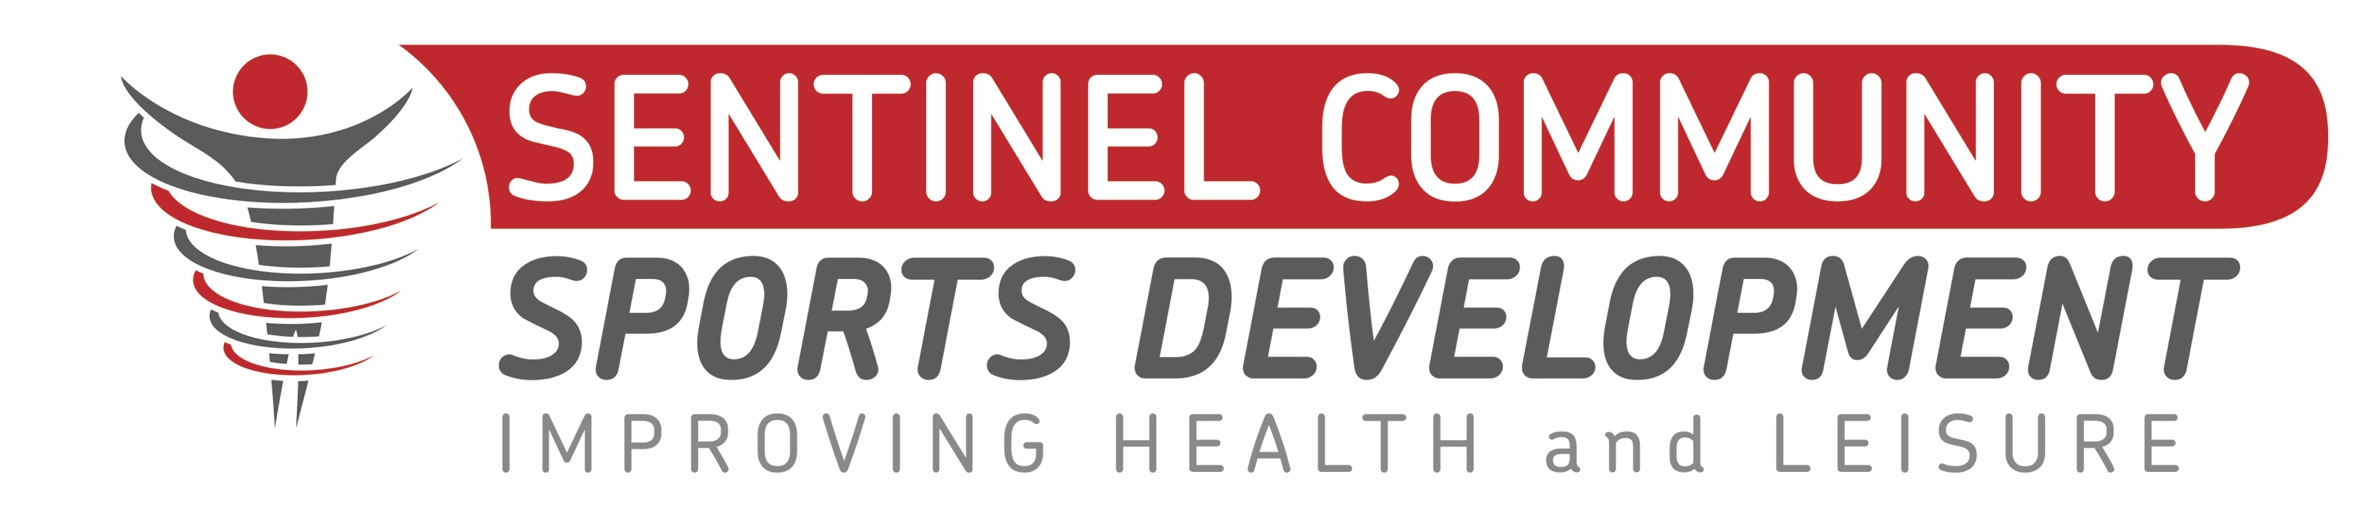 SENTINEL COMMUNITY
SPORTS DEVELOPMENT
IMPROVING HEALTH and LEISURE